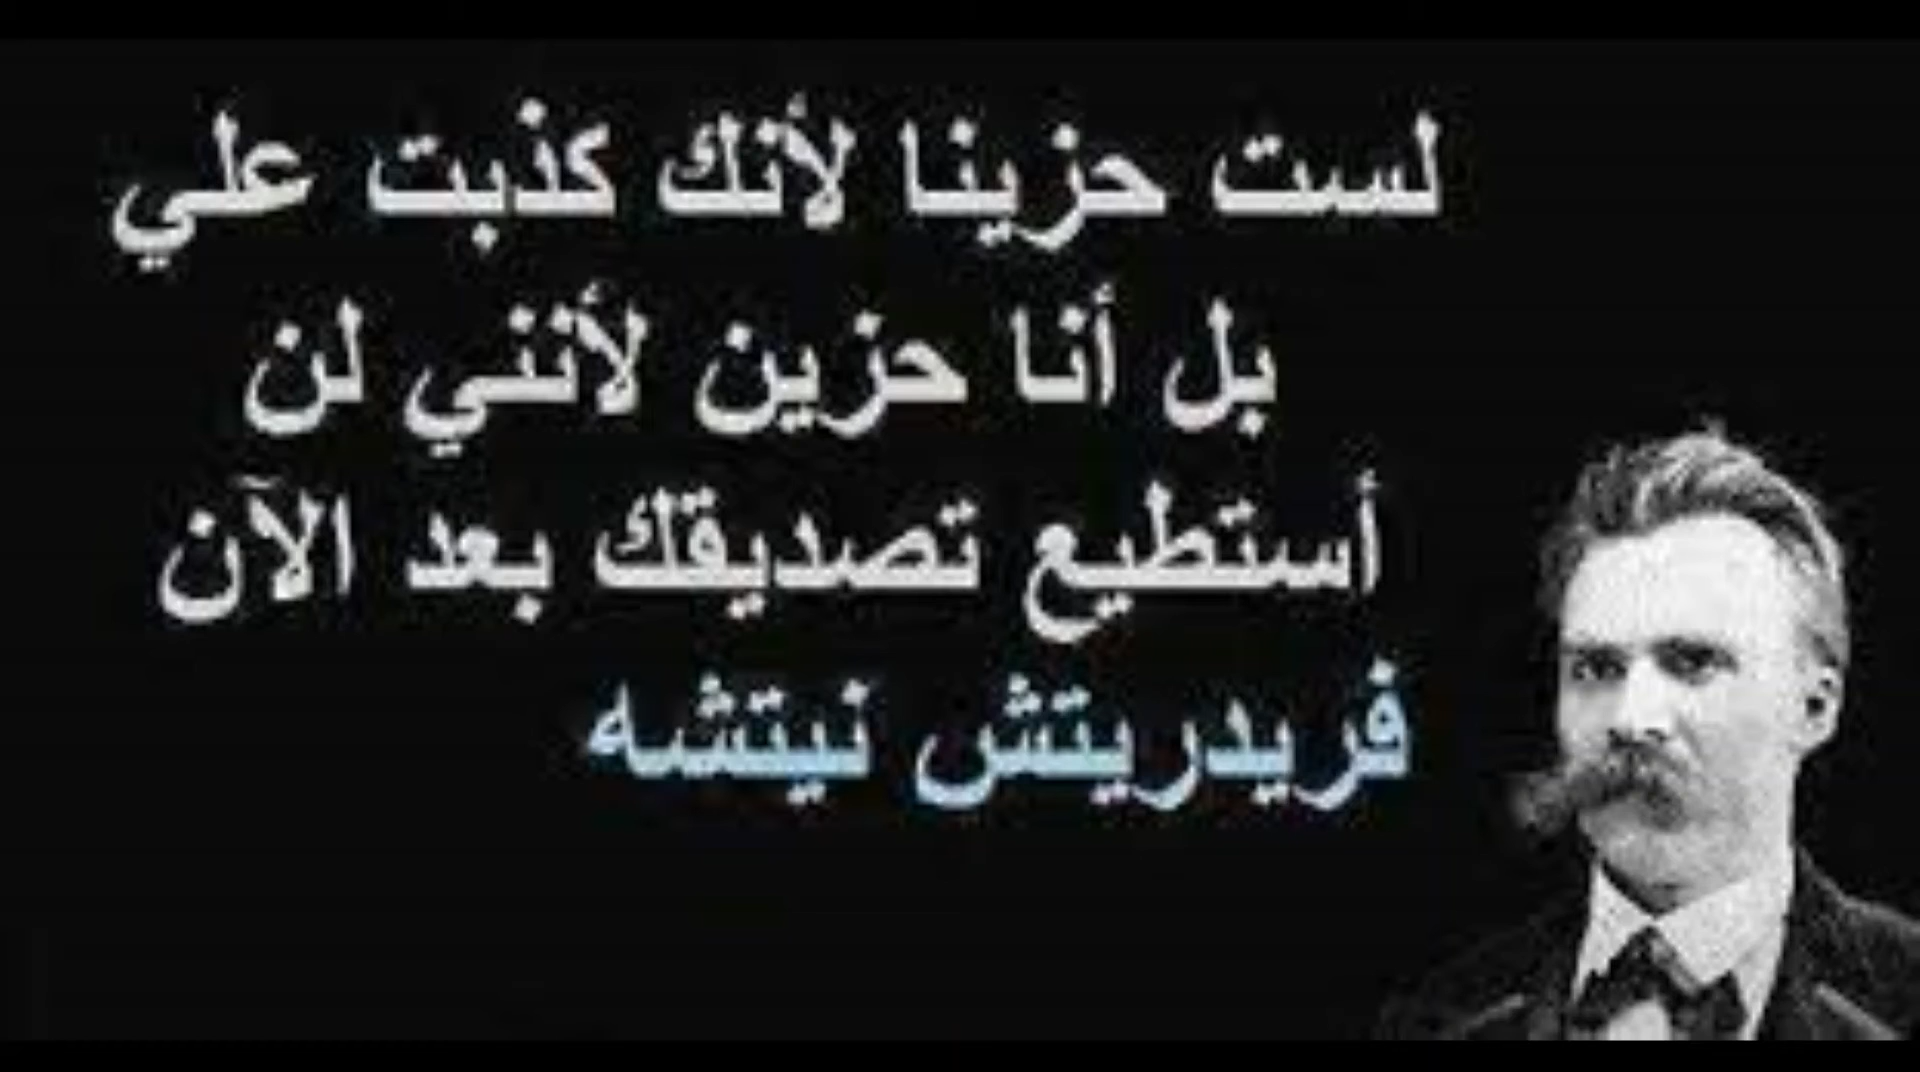 لست حزينا لأنك كذبت علي
بل أنا حزين لأنني لن
أستطيع تصديقك بعد الآن
فريدريتش نيتشه